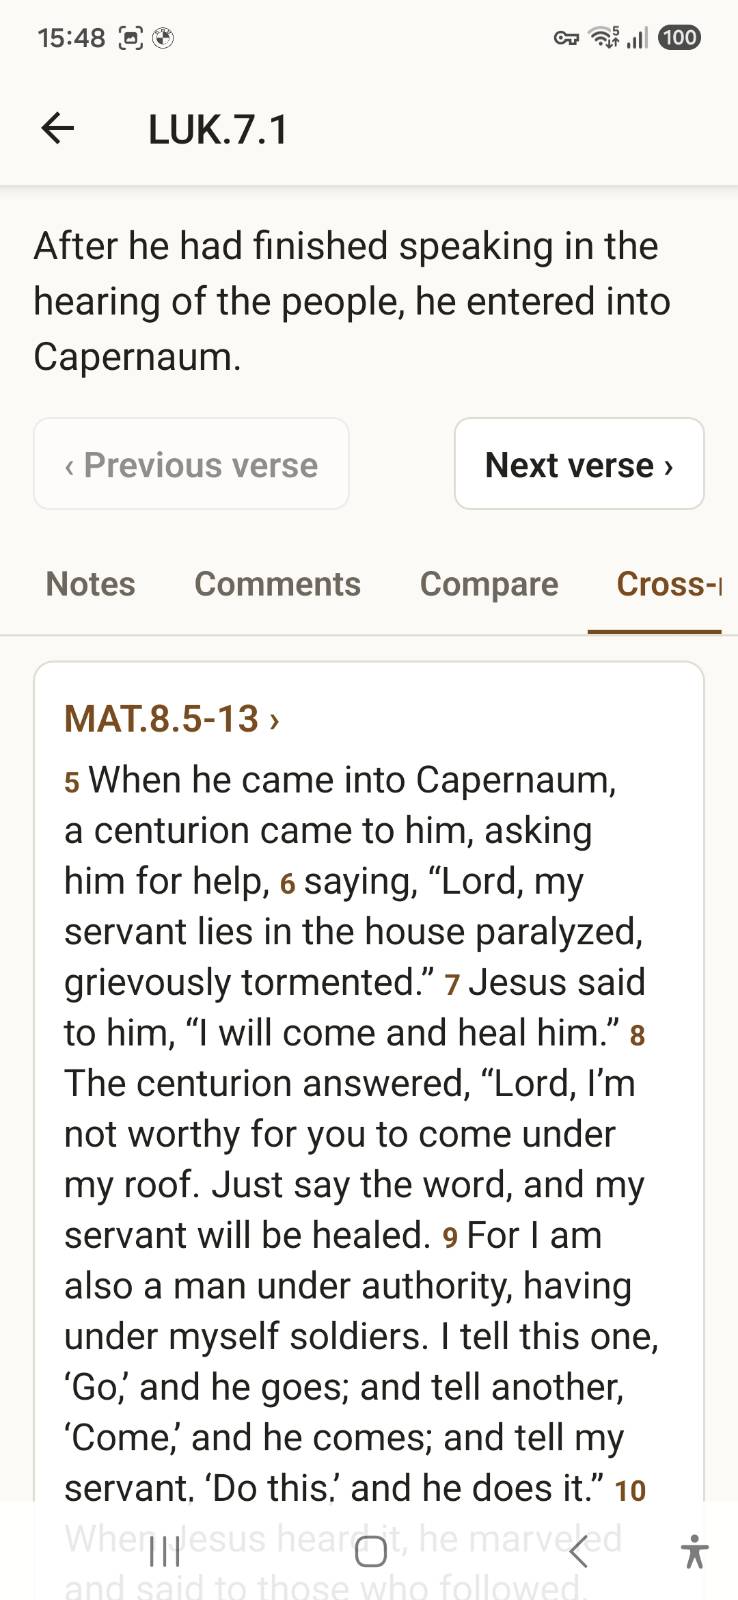 15:48
5
100
LUK.7.1
After he had finished speaking in the
hearing of the people, he entered into
Capernaum.
‹ Previous verse
Next verse ›
Notes
Comments
Compare
Cross-
MAT.8.5-13 ›
5 When he came into Capernaum,
a centurion came to him, asking
him for help, 6 saying, “Lord, my
servant lies in the house paralyzed,
grievously tormented.” 7 Jesus said
to him, “I will come and heal him.” 8
The centurion answered, “Lord, I’m
not worthy for you to come under
my roof. Just say the word, and my
servant will be healed. 9 For I am
also a man under authority, having
under myself soldiers. I tell this one,
‘Go,’ and he goes; and tell another,
‘Come,’ and he comes; and tell my
servant, ‘Do this,’ and he does it.” 10
When Jesus heard it, he marveled
and said to those who followed,